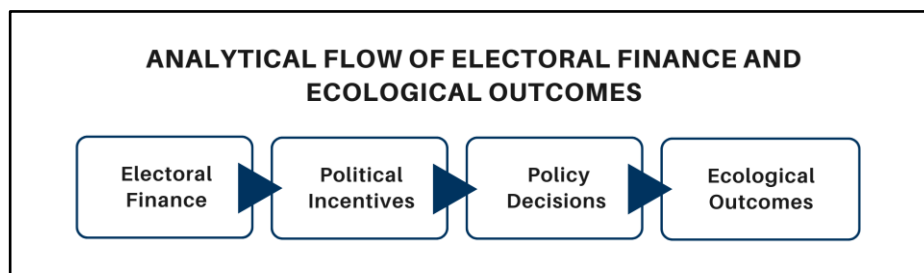 ANALYTICAL FLOW OF ELECTORAL FINANCE AND
ECOLOGICAL OUTCOMES
Electoral
Finance
Political
Incentives
Policy
Decisions
Ecological
Outcomes